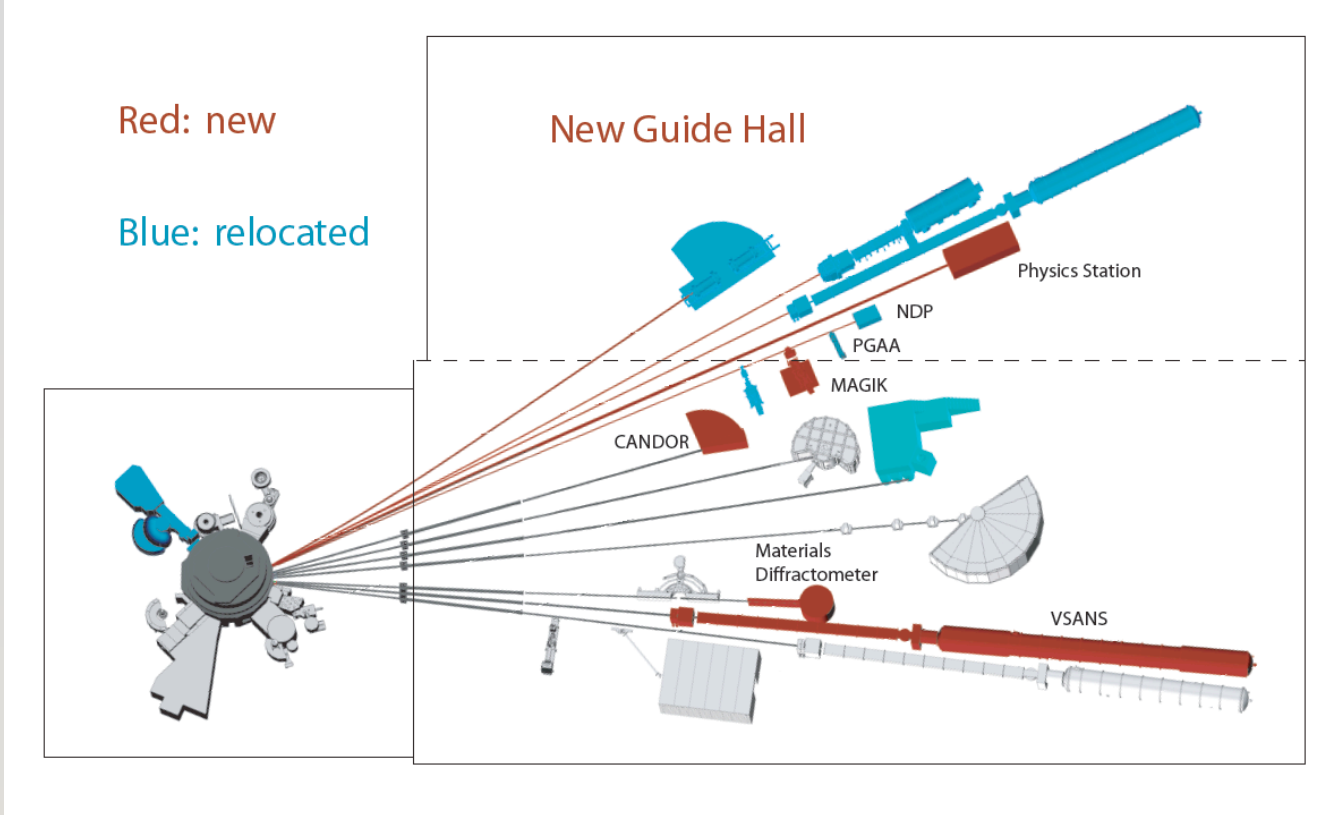 Red: new
New Guide Hall
Blue: relocated
Physics Station
NDP
PGAA
MAGIK
CANDOR
Materials
Diffractometer
VSANS